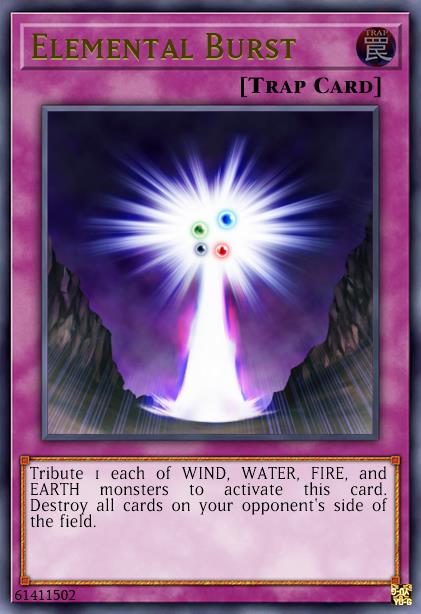 ELEMENTAL BURST
TRAP
罠
[TRAP CARD]
Tribute 1 each of WIND, WATER, FIRE, and
EARTH monsters to activate this card.
Destroy all cards on your opponent's side of
the field.
61411502